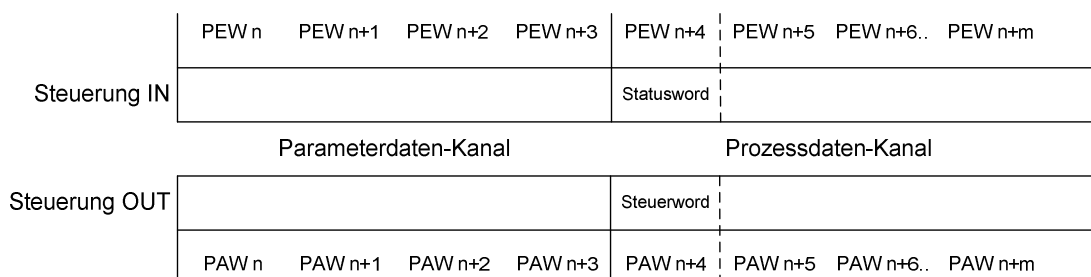 PEW n PEW n+1 PEW n+2 PEW n+3 PEW n+4 PEW n+5 PEW n+6.. PEW n+m
Steuerung IN Statusword
Parameterdaten-Kanal Prozessdaten-Kanal
Steuerung OUT Steuerword
PAW n PAW n+1 PAW n+2 PAW n+3 PAW n+4 PAW n+5 PAW n+6.. PAW n+m